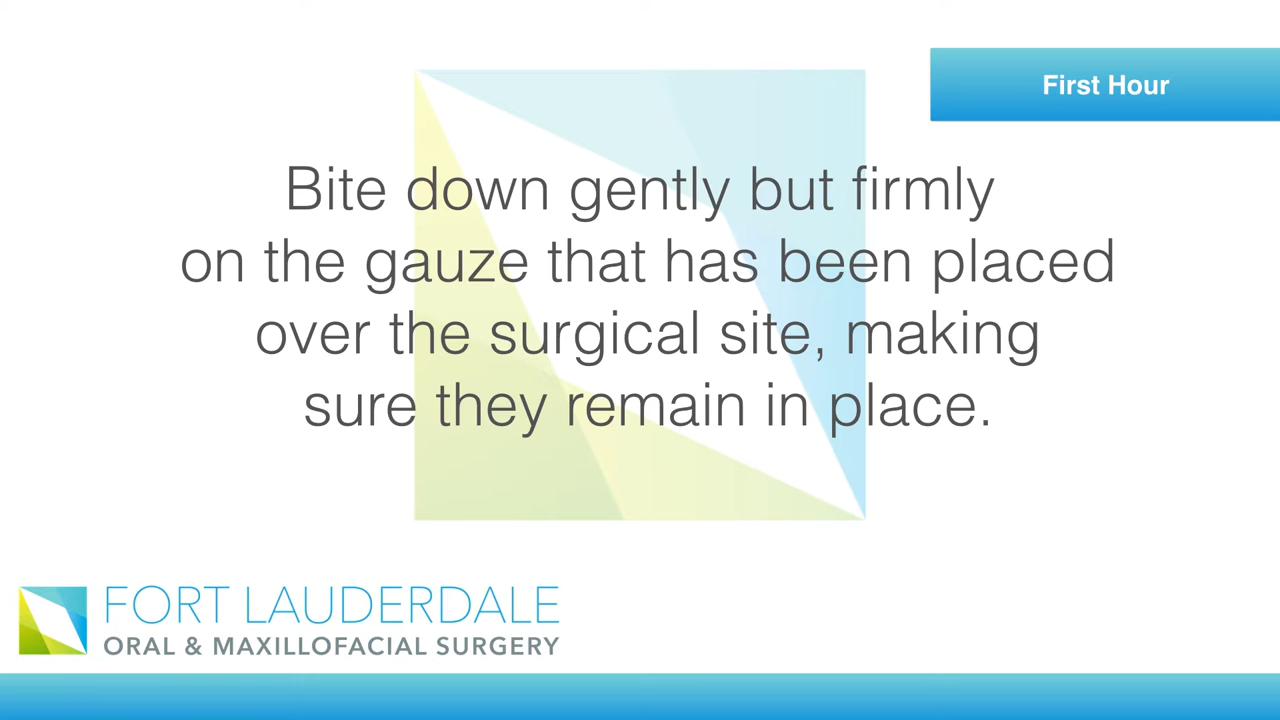 First Hour
Bite down gently but firmly
on the gauze that has been placed
over the surgical site, making
sure they remain in place.
FORT LAUDERDALE
ORAL & MAXILLOFACIAL SURGERY